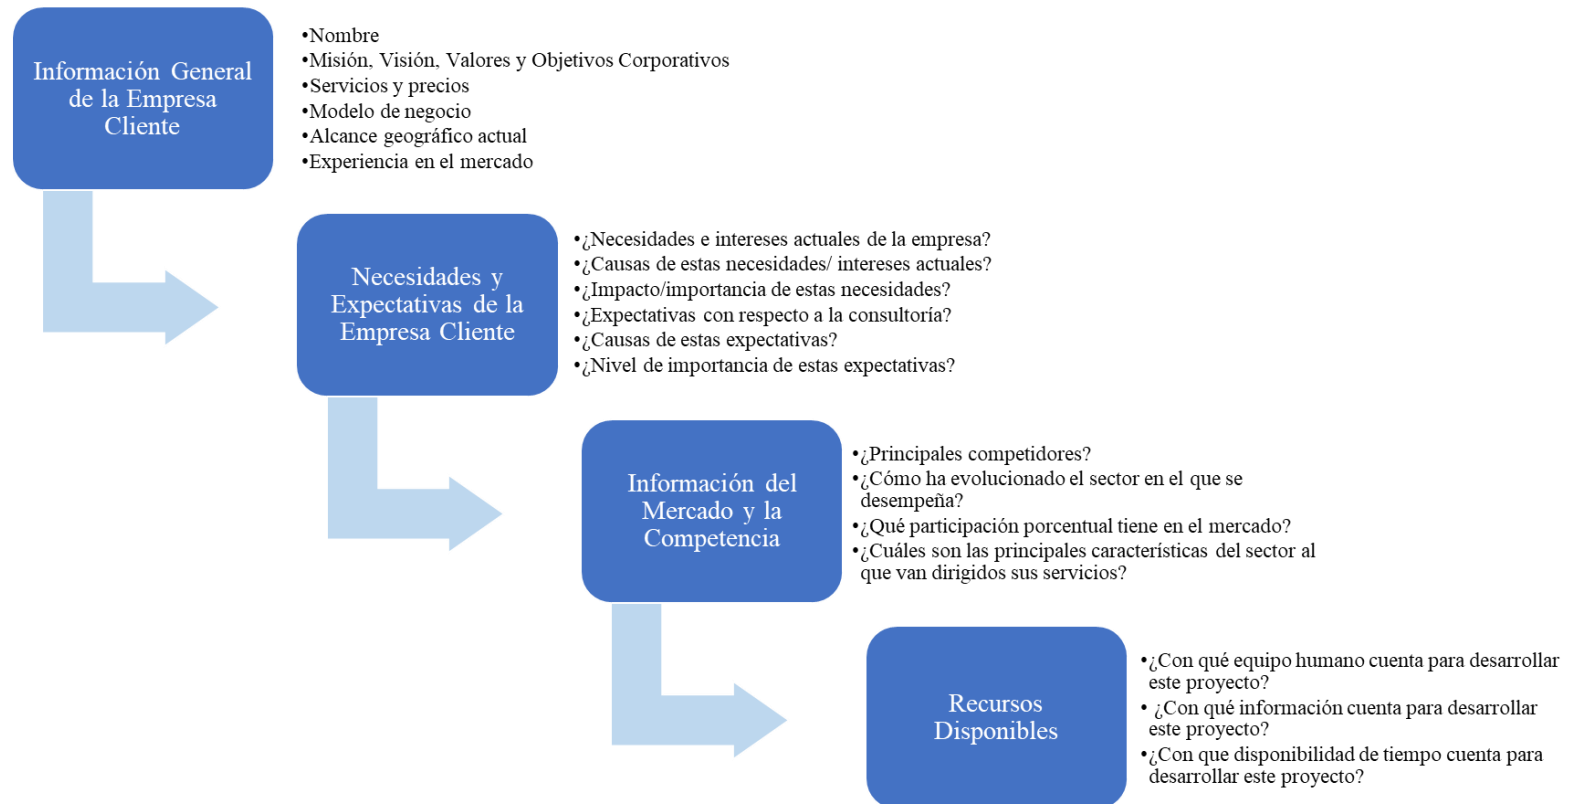 Información General
de la Empresa
Cliente
•Nombre
•Misión, Visión, Valores y Objetivos Corporativos
•Servicios y precios
•Modelo de negocio
•Alcance geográfico actual
•Experiencia en el mercado
Necesidades y
Expectativas de la
Empresa Cliente
•¿Necesidades e intereses actuales de la empresa?
•¿Causas de estas necesidades/ intereses actuales?
•¿Impacto/importancia de estas necesidades?
•¿Expectativas con respecto a la consultoría?
•¿Causas de estas expectativas?
•¿Nivel de importancia de estas expectativas?
Información del
Mercado y la
Competencia
•¿Principales competidores?
•¿Cómo ha evolucionado el sector en el que se
desempeña?
•¿Qué participación porcentual tiene en el mercado?
•¿Cuáles son las principales características del sector al
que van dirigidos sus servicios?
Recursos
Disponibles
•¿Con qué equipo humano cuenta para desarrollar
este proyecto?
• ¿Con qué información cuenta para desarrollar
este proyecto?
•¿Con que disponibilidad de tiempo cuenta para
desarrollar este proyecto?